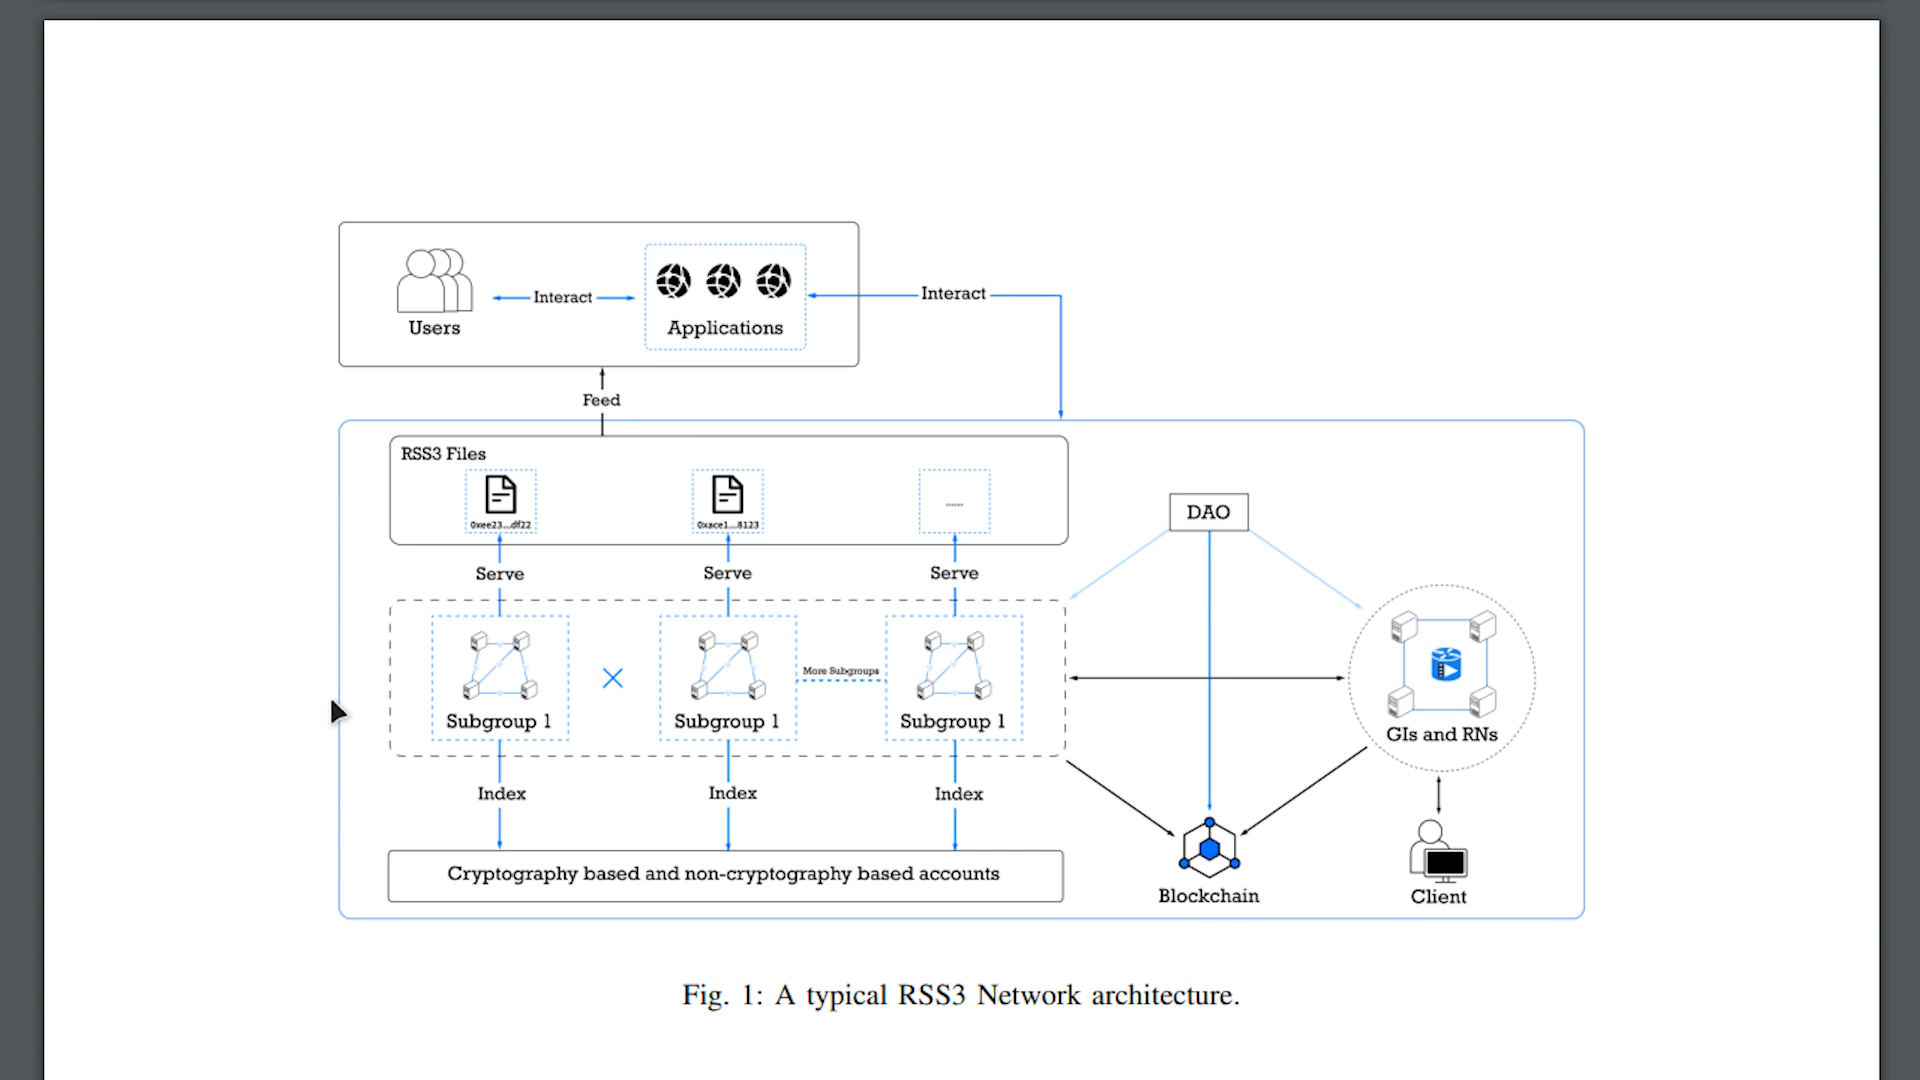 Users
Interact
Applications
Interact
Feed
RSS3 Files
0xee23...df22
0xace1...8123
......
DAO
Serve
Serve
Serve
More Subgroups
Subgroup 1
Subgroup 1
Subgroup 1
GIs and RNs
Index
Index
Index
Cryptography based and non-cryptography based accounts
Blockchain
Client
Fig. 1: A typical RSS3 Network architecture.